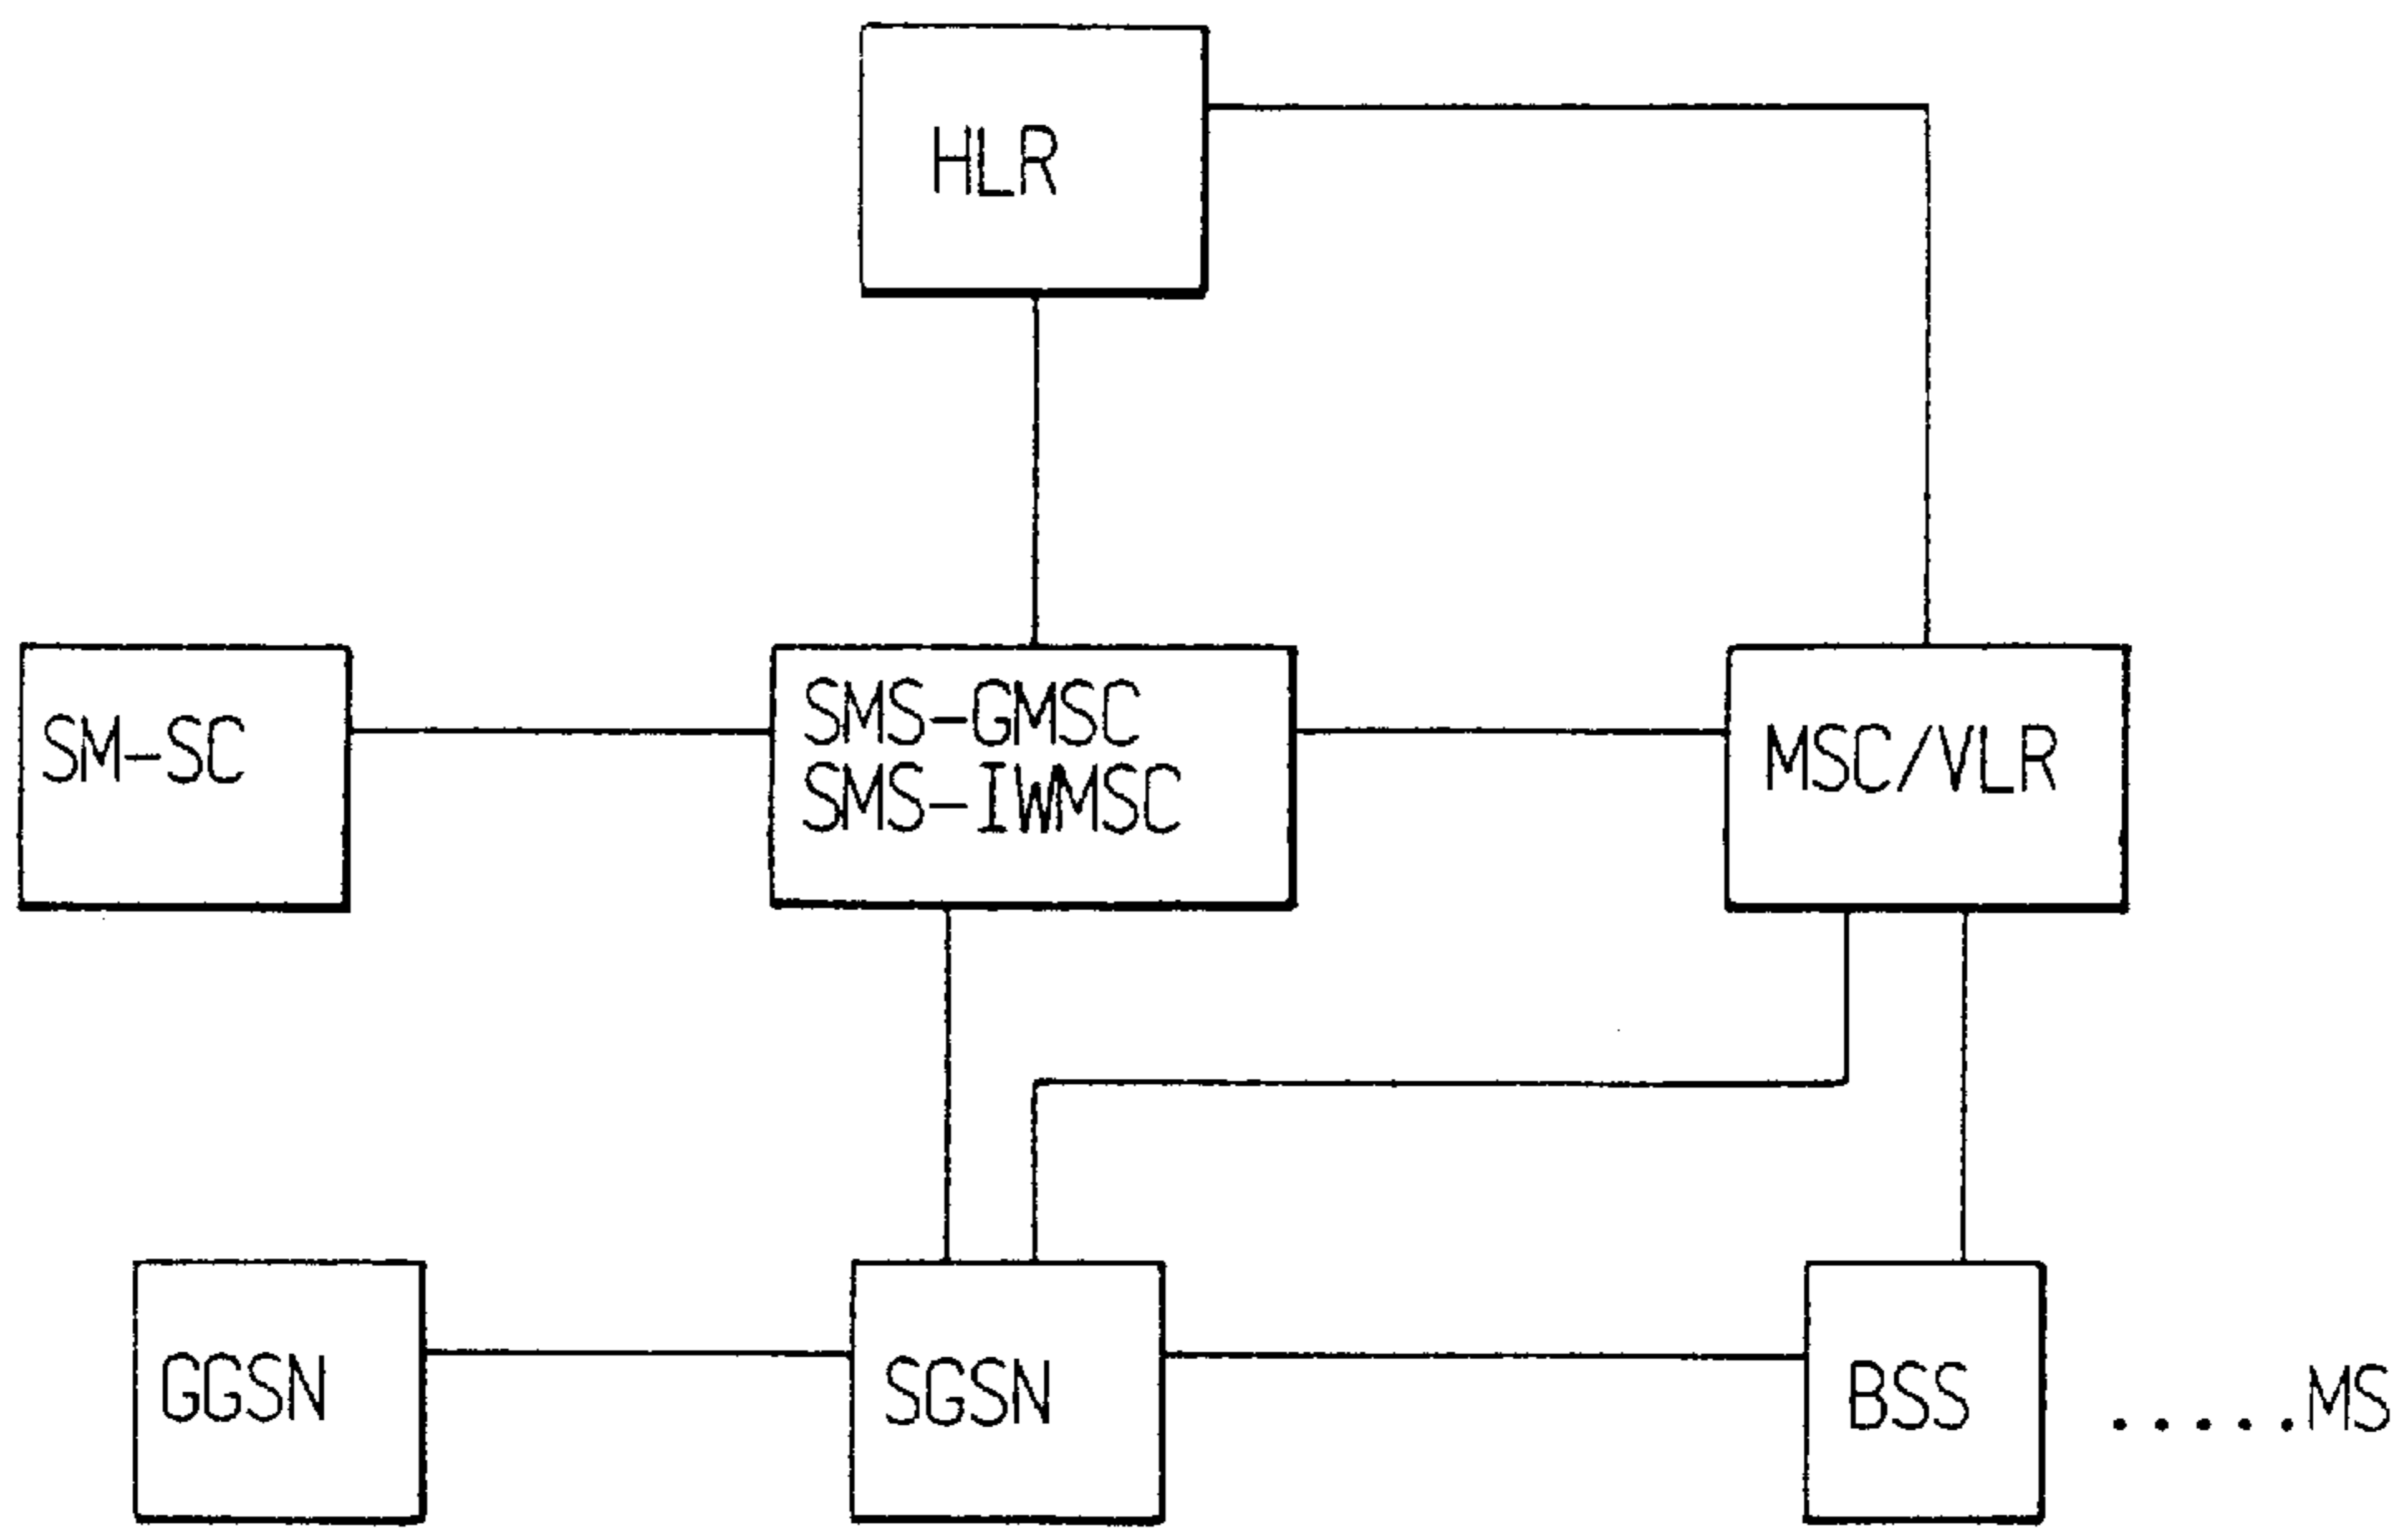 HLR
SM-SC
SMS-GMSC
SMS-IWMSC
MSC/VLR
GGSN
SGSN
BSS
.....MS